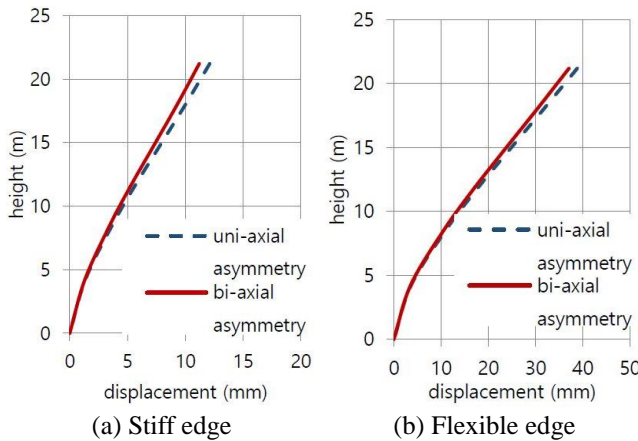 25
20
15
10
5
0
height (m)
uni-axial
asymmetry
bi-axial
asymmetry
0 5 10 15 20
displacement (mm)
(a) Stiff edge
25
20
15
10
5
0
height (m)
uni-axial
asymmetry
bi-axial
asymmetry
0 10 20 30 40 50
displacement (mm)
(b) Flexible edge